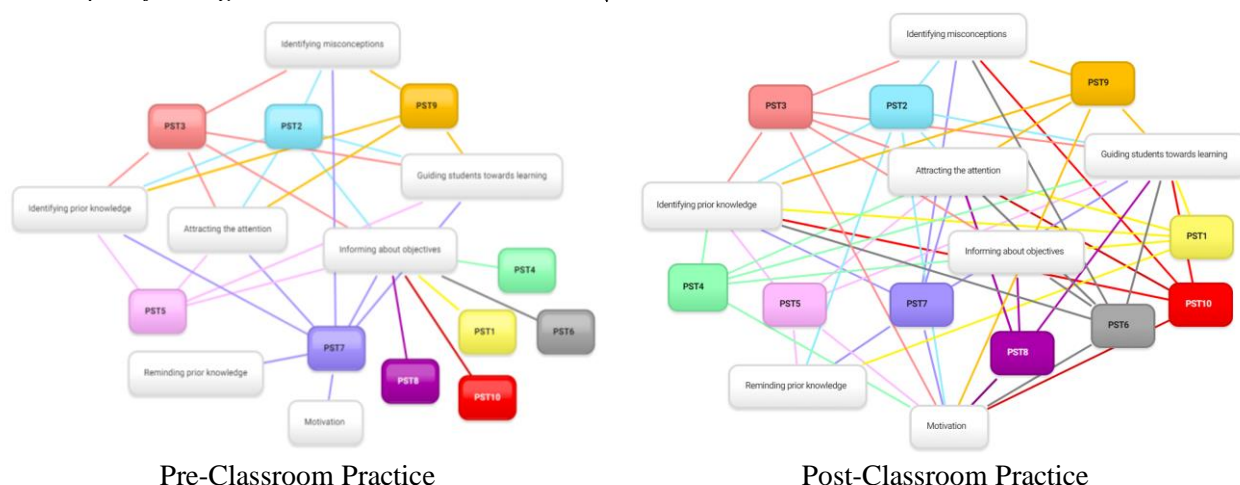 Identifying misconceptions
PST3
PST2
PST9
Guiding students towards learning
Identifying prior knowledge
Attracting the attention
Informing about objectives
PST4
PST5
PST7
PST1
PST6
PST8
PST10
Reminding prior knowledge
Motivation
Pre-Classroom Practice
Identifying misconceptions
PST3
PST2
PST9
Guiding students towards learning
Attracting the attention
Identifying prior knowledge
PST1
Informing about objectives
PST4
PST5
PST7
PST10
PST6
PST8
Reminding prior knowledge
Motivation
Post-Classroom Practice